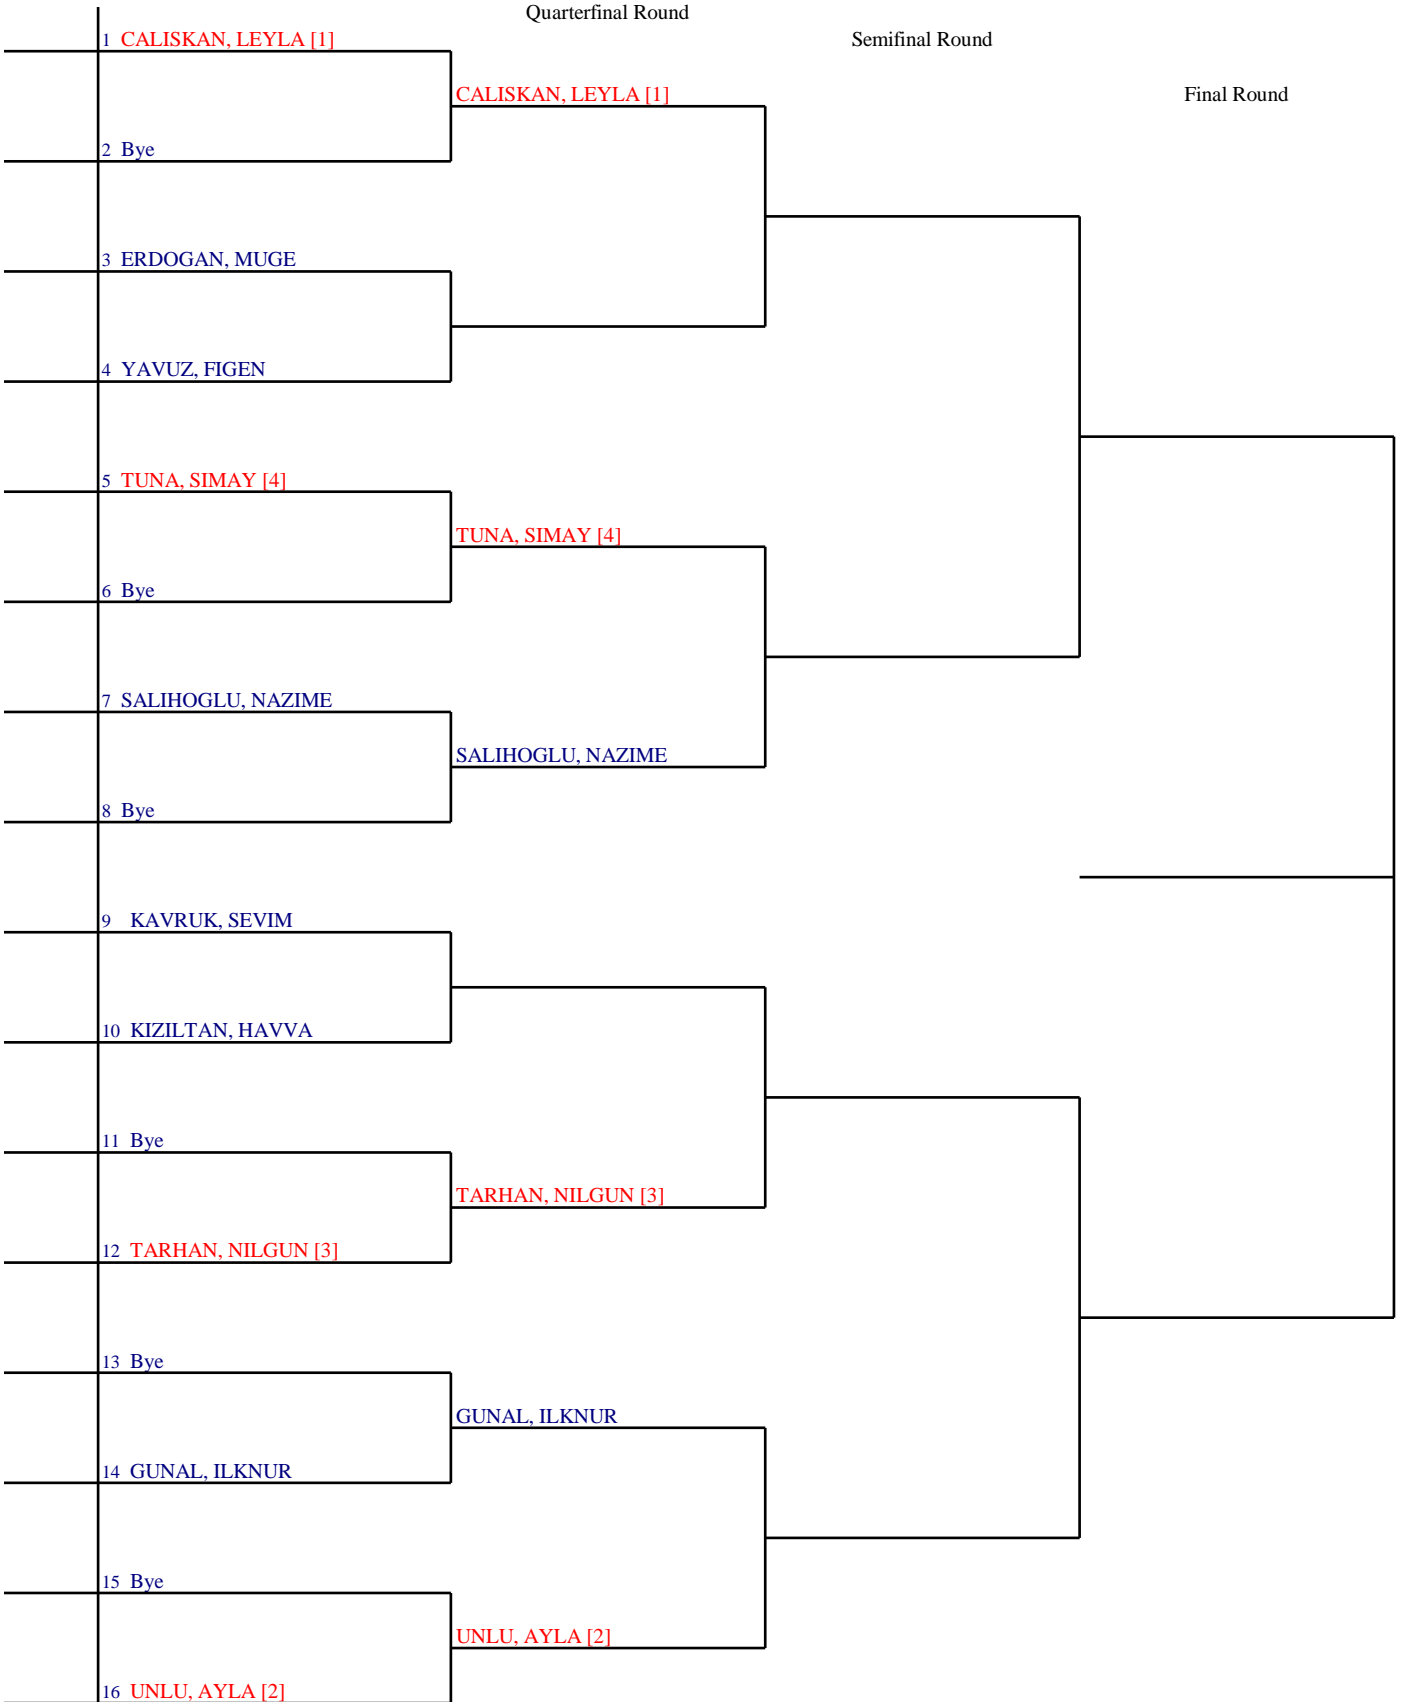 Quarterfinal Round
1 CALISKAN, LEYLA [1]
Semifinal Round
CALISKAN, LEYLA [1]
Final Round
2 Bye
3 ERDOGAN, MUGE
4 YAVUZ, FIGEN
5 TUNA, SIMAY [4]
TUNA, SIMAY [4]
6 Bye
7 SALIHOGLU, NAZIME
SALIHOGLU, NAZIME
8 Bye
9 KAVRUK, SEVIM
10 KIZILTAN, HAVVA
11 Bye
TARHAN, NILGUN [3]
12 TARHAN, NILGUN [3]
13 Bye
GUNAL, ILKNUR
14 GUNAL, ILKNUR
15 Bye
UNLU, AYLA [2]
16 UNLU, AYLA [2]